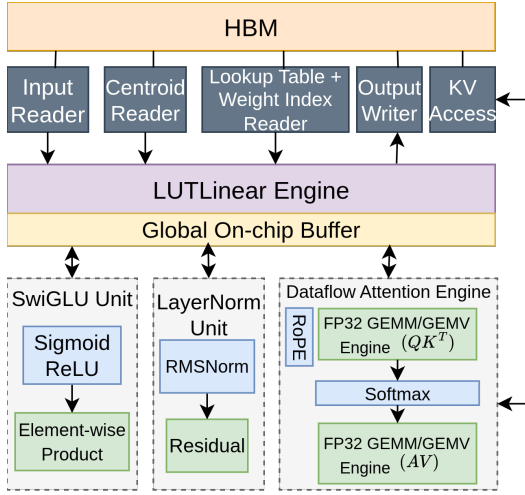 HBM
Input
Reader
Centroid
Reader
Lookup Table +
Weight Index
Reader
Output
Writer
KV
Access
LUTLinear Engine
Global On-chip Buffer
SwiGLU Unit
Sigmoid
ReLU
Element-wise
Product
LayerNorm
Unit
RMSNorm
Residual
Dataflow Attention Engine
RoPE
FP32 GEMM/GEMV
Engine (QK^T)
Softmax
FP32 GEMM/GEMV
Engine (AV)